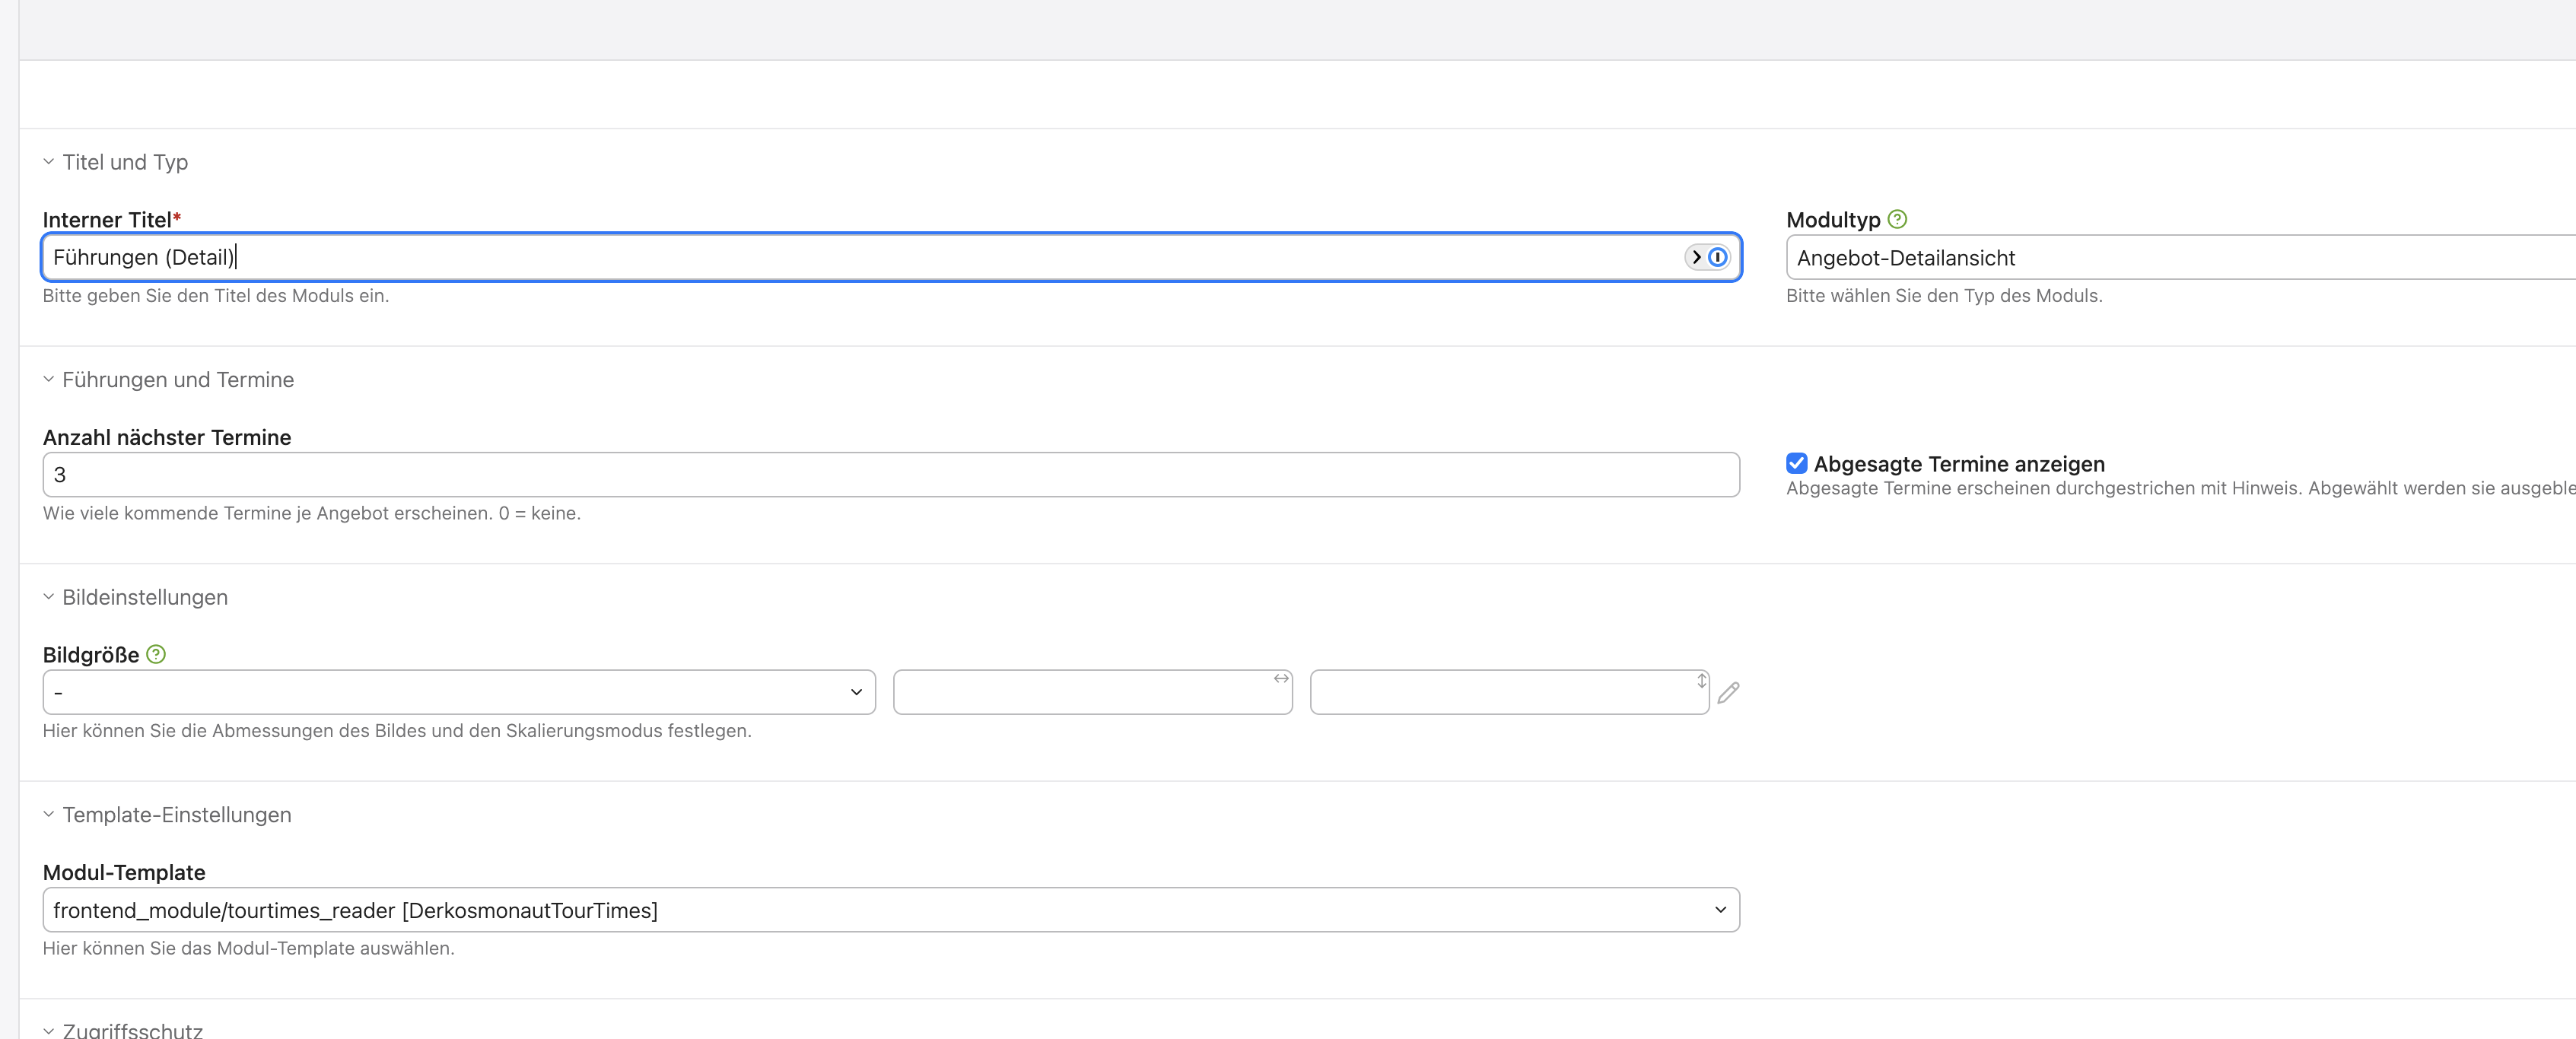 Titel und Typ
Interner Titel*
Modultyp
Führungen (Detail)
Angebot-Detailansicht
Bitte geben Sie den Titel des Moduls ein.
Bitte wählen Sie den Typ des Moduls.
Führungen und Termine
Anzahl nächster Termine
3
Abgesagte Termine anzeigen
Wie viele kommende Termine je Angebot erscheinen. 0 = keine.
Abgesagte Termine erscheinen durchgestrichen mit Hinweis. Abgewählt werden sie ausgeble
Bildeinstellungen
Bildgröße
-
Hier können Sie die Abmessungen des Bildes und den Skalierungsmodus festlegen.
Template-Einstellungen
Modul-Template
frontend_module/tourtimes_reader [DerkosmonautTourTimes]
Hier können Sie das Modul-Template auswählen.
Zugriffsschutz